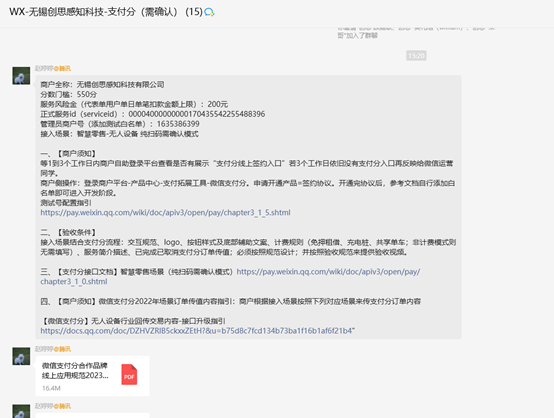 WX-无锡创思感知科技-支付分（需确认） (15)
页"加入了群聊
15:20
赵婷婷@腾讯
商户全称：无锡创思感知科技有限公司
分数门槛：550分
服务风险金（代表单用户单日单笔扣款金额上限）：200元
正式服务id（serviceid）：00004000000000170435542255488396
管理员商户号（添加测试白名单）：1635386399
接入场景：智慧零售-无人设备 纯扫码需确认模式
一、【商户须知】
等1到3个工作日内商户自助登录平台查看是否有展示"支付分线上签约入口"若3个工作日依旧没有支付分入口再反映给微信运营
同学。
商户侧操作：登录商户平台-产品中心-支付拓展工具-微信支付分。申请开通产品=签约协议。开通完协议后，参考文档自行添加白
名单即可进入开发阶段。
测试号配置指引
https://pay.weixin.qq.com/wiki/doc/apiv3/open/pay/chapter3_1_5.shtml
二、【验收条件】
接入场景结合支付分流程：交互规范、logo、按钮样式及底部辅助文案、计费规则（免押租借、充电桩、共享单车；非计费模式则
无需填写）、服务简介描述、已完成已取消支付分订单传值；必须按照规范设计；并按照验收规范来提供验收视频。
三、【支付分接口文档】智慧零售场景（纯扫码需确认模式）https://pay.weixin.qq.com/wiki/doc/apiv3/open/pay/
chapter3_1_0.shtml
四、【商户须知】微信支付分2022年场景订单传值内容指引：商户根据接入场景按照下列对应场景来传支付分订单内容
【微信支付分】无人设备行业回传交易内容-接口升级指引
https://docs.qq.com/doc/DZHVZRlB5ckxxZEtH?&u=b75d8c7fcd134b73ba1f16b1af6f21b4"
赵婷婷@腾讯
微信支付分合作品牌
线上应用规范2023...
PDF
16.4M
赵婷婷@腾讯